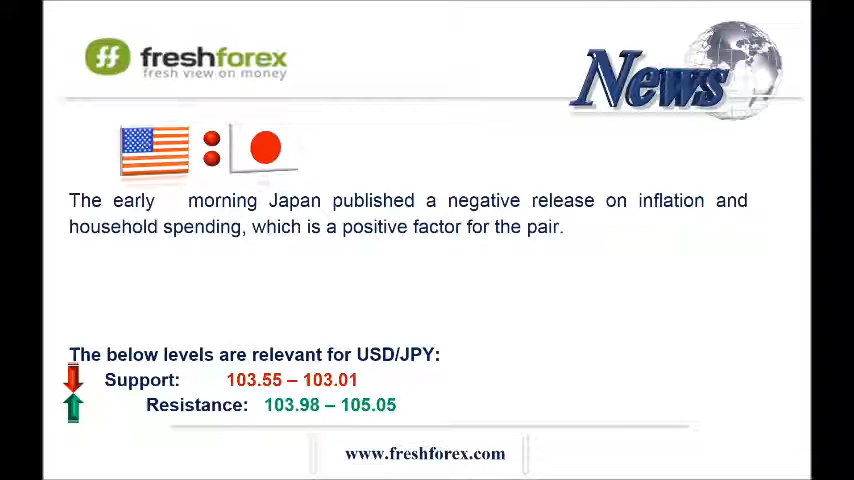 freshforex
fresh view on money
News
The early morning Japan published a negative release on inflation and
household spending, which is a positive factor for the pair.
The below levels are relevant for USD/JPY:
Support: 103.55 – 103.01
Resistance: 103.98 – 105.05
www.freshforex.com